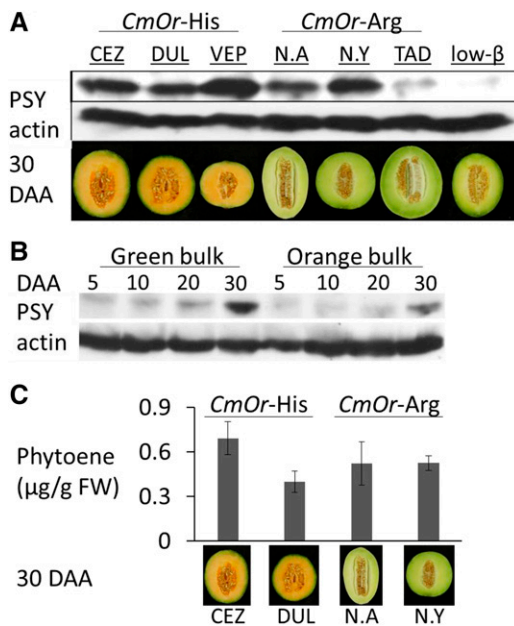 A
CmOr-His CmOr-Arg
CEZ DUL VEP N.A N.Y TAD low-β
PSY
actin
30
DAA
B
Green bulk Orange bulk
DAA 5 10 20 30 5 10 20 30
PSY
actin
C
CmOr-His CmOr-Arg
0.9
0.6
0.3
0
Phytoene
(µg/g FW)
30 DAA
CEZ DUL N.A N.Y